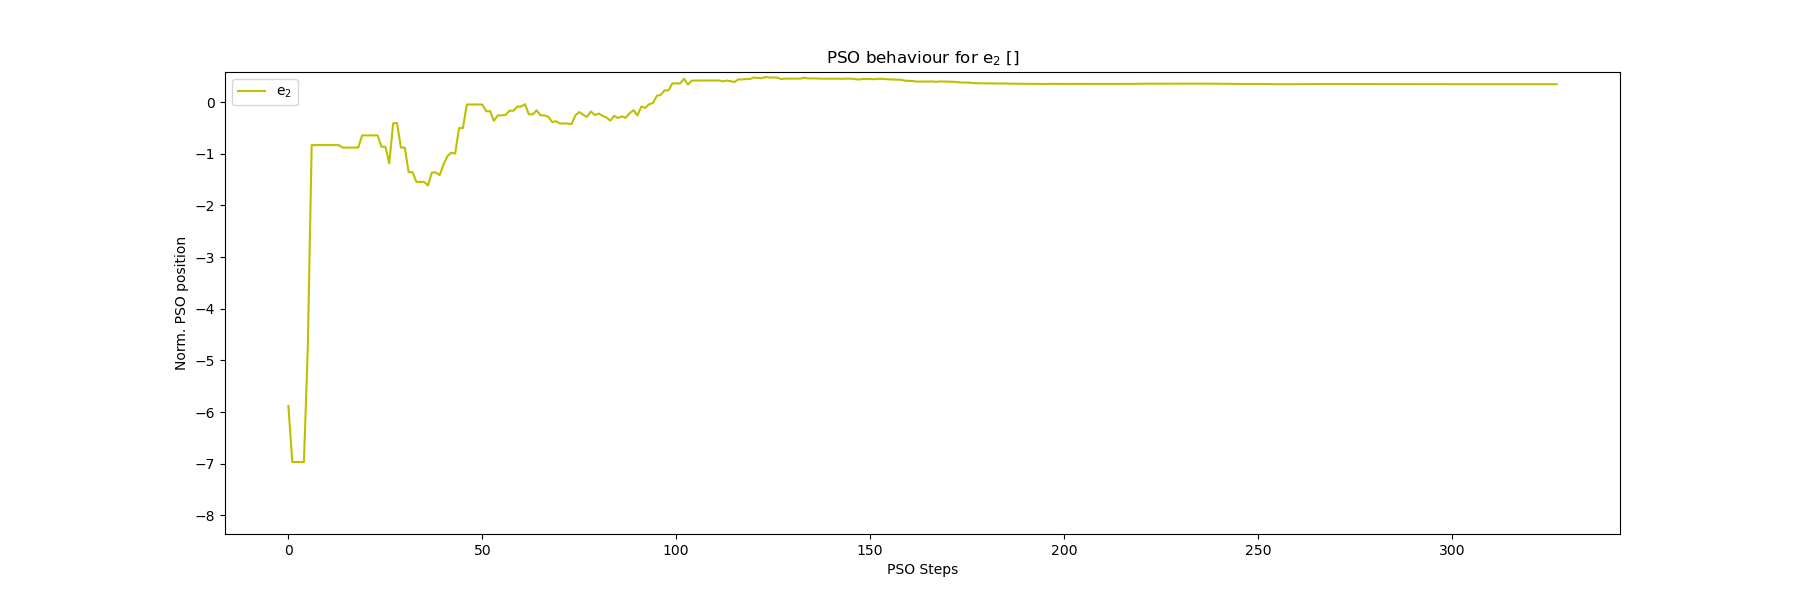 PSO behaviour for e₂ []
e₂
Norm. PSO position
0
−1
−2
−3
−4
−5
−6
−7
−8
0 50 100 150 200 250 300
PSO Steps